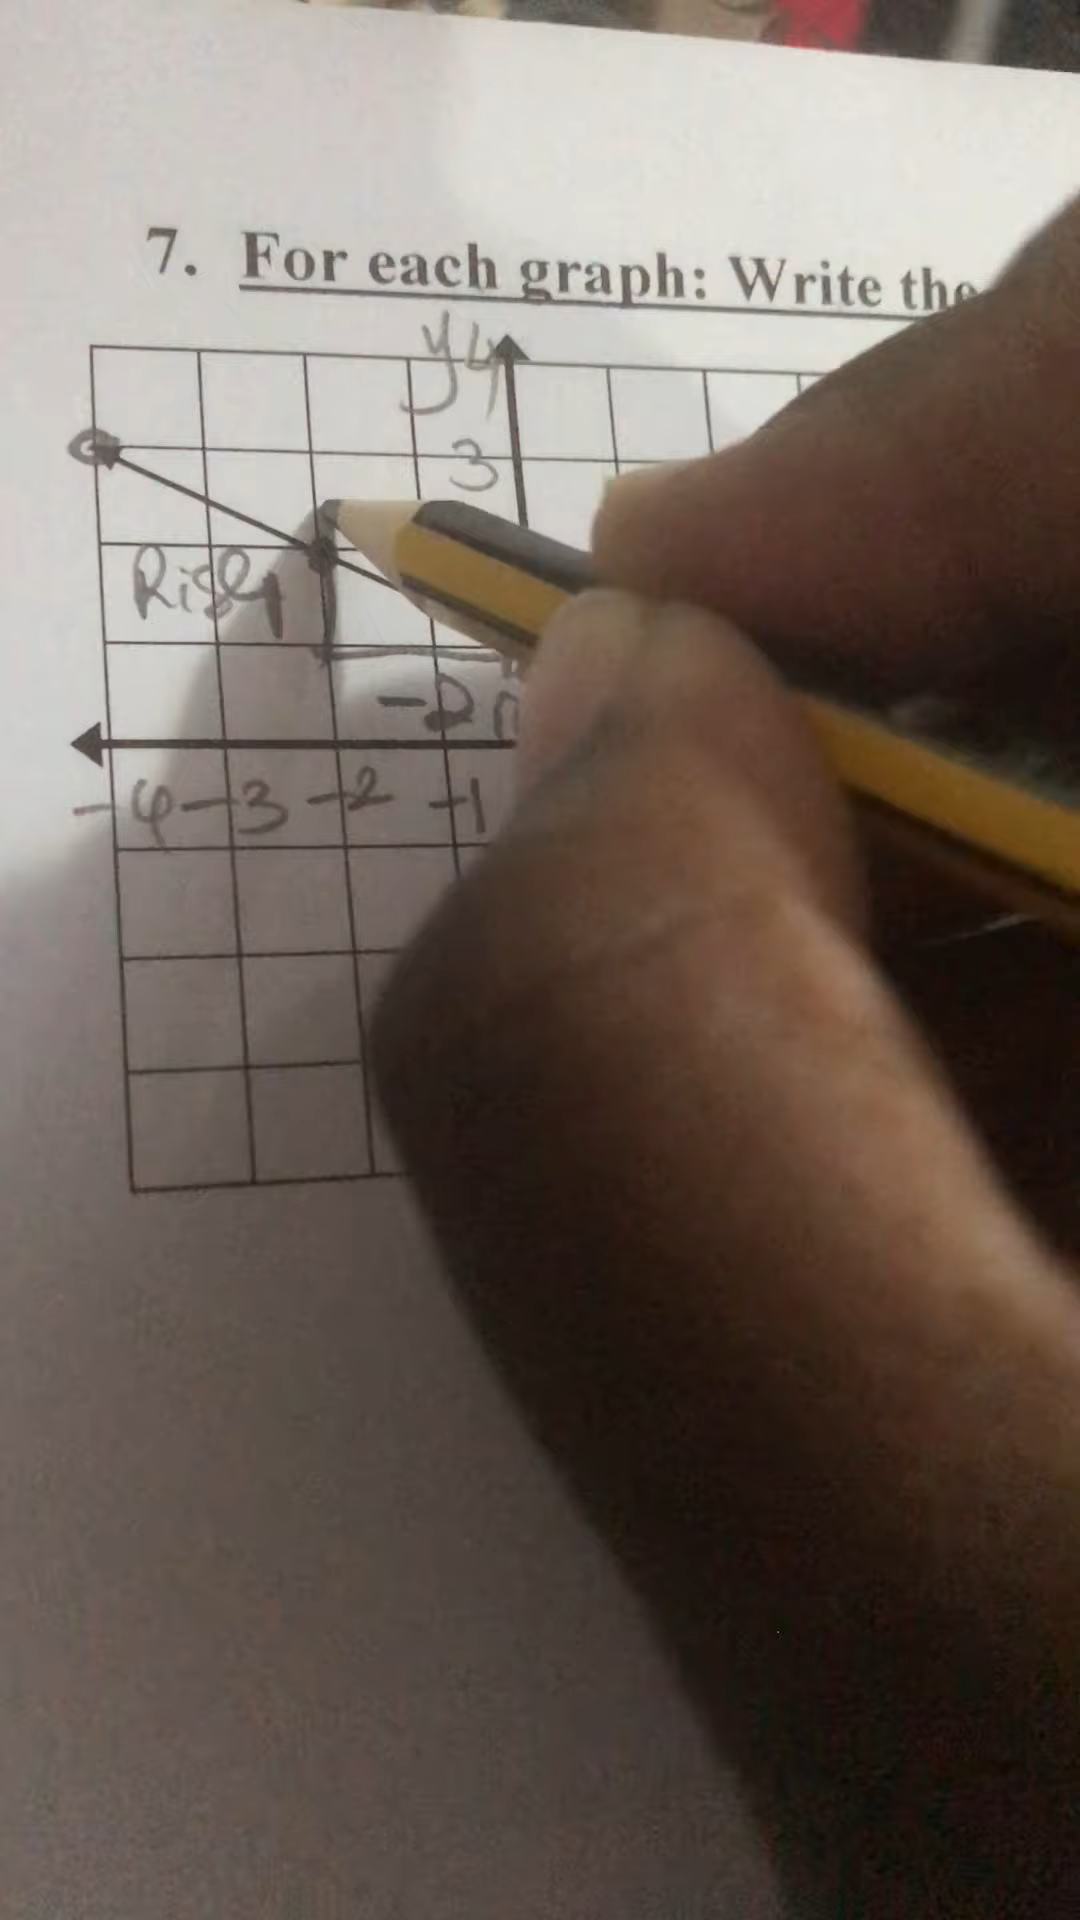 7. For each graph: Write the
y 4
3
Rise 1
-2
-4 -3 -2 -1